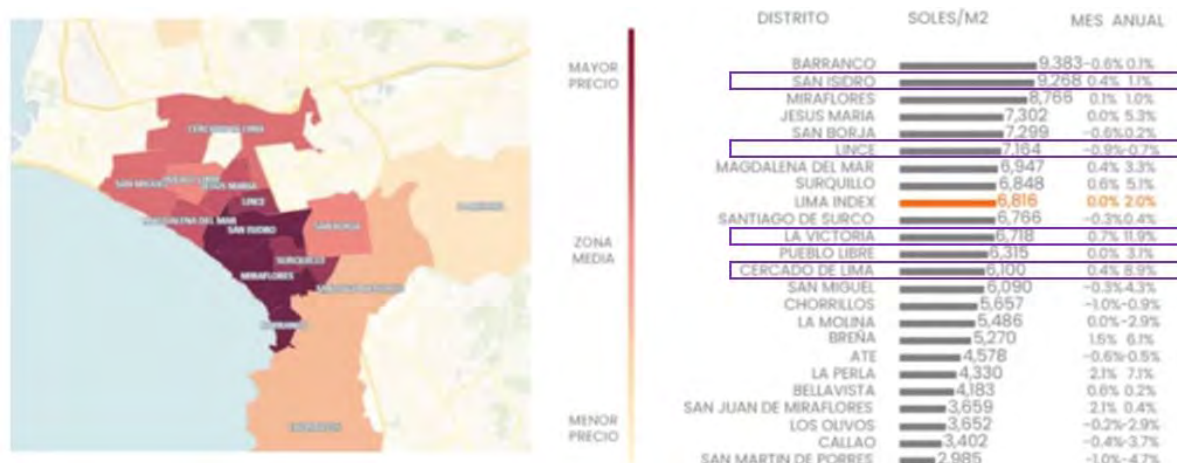 CERCADO DE LIMA
SAN MIGUEL
PUEBLO LIBRE
JESUS MARIA
LINCE
MAGDALENA DEL MAR
SAN ISIDRO
SAN BORJA
SURQUILLO
MIRAFLORES
MAYOR
PRECIO
ZONA
MEDIA
MENOR
PRECIO
DISTRITO SOLES/M2 MES ANUAL
BARRANCO 9,383 -0.6% 0.1%
SAN ISIDRO 9,268 0.4% 1.1%
MIRAFLORES 8,766 0.1% 1.0%
JESUS MARIA 7,302 0.0% 5.3%
SAN BORJA 7,299 -0.6% 0.2%
LINCE 7,164 -0.9% -0.7%
MAGDALENA DEL MAR 6,947 0.4% 3.3%
SURQUILLO 6,848 0.6% 5.1%
LIMA INDEX 6,816 0.0% 2.0%
SANTIAGO DE SURCO 6,766 -0.3% 0.4%
LA VICTORIA 6,718 0.7% 11.9%
PUEBLO LIBRE 6,315 0.0% 3.1%
CERCADO DE LIMA 6,100 0.4% 8.9%
SAN MIGUEL 6,090 -0.3% 4.3%
CHORRILLOS 5,657 -1.0% -0.9%
LA MOLINA 5,486 0.0% -2.9%
BREÑA 5,270 1.5% 6.1%
ATE 4,578 -0.6% 0.5%
LA PERLA 4,330 2.1% 7.1%
BELLAVISTA 4,183 0.6% 0.2%
SAN JUAN DE MIRAFLORES 3,659 2.1% 0.4%
LOS OLIVOS 3,652 -0.2% -2.9%
CALLAO 3,402 -0.4% -3.7%
SAN MARTIN DE PORRES 2,985 -1.0% -4.7%